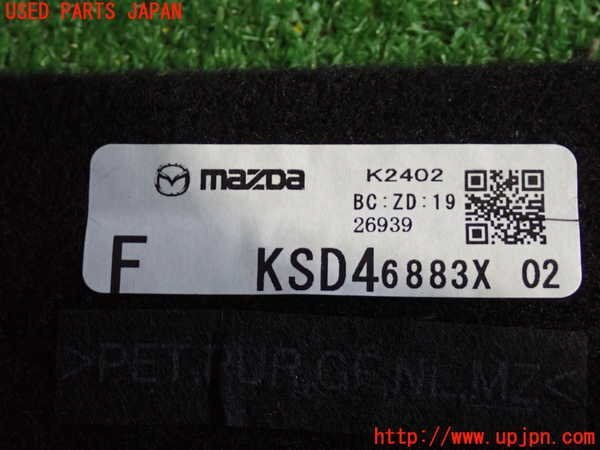 USED PARTS JAPAN
mazda K2402
BC:ZD:19
26939
F KSD46883X 02
>PET,PUR,GF,NL,MZ<
http://www.upjpn.com/